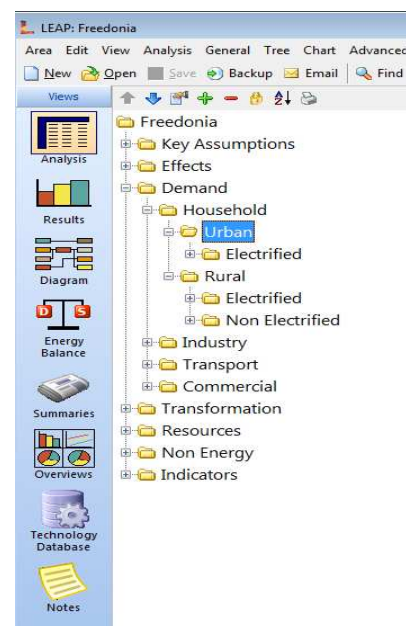 LEAP: Freedonia
Area Edit View Analysis General Tree Chart Advanced
New Open Save Backup Email Find
Views
Analysis
Results
Diagram
D S
Energy
Balance
Summaries
Overviews
Technology
Database
Notes
Freedonia
Key Assumptions
Effects
Demand
Household
Urban
Electrified
Rural
Electrified
Non Electrified
Industry
Transport
Commercial
Transformation
Resources
Non Energy
Indicators